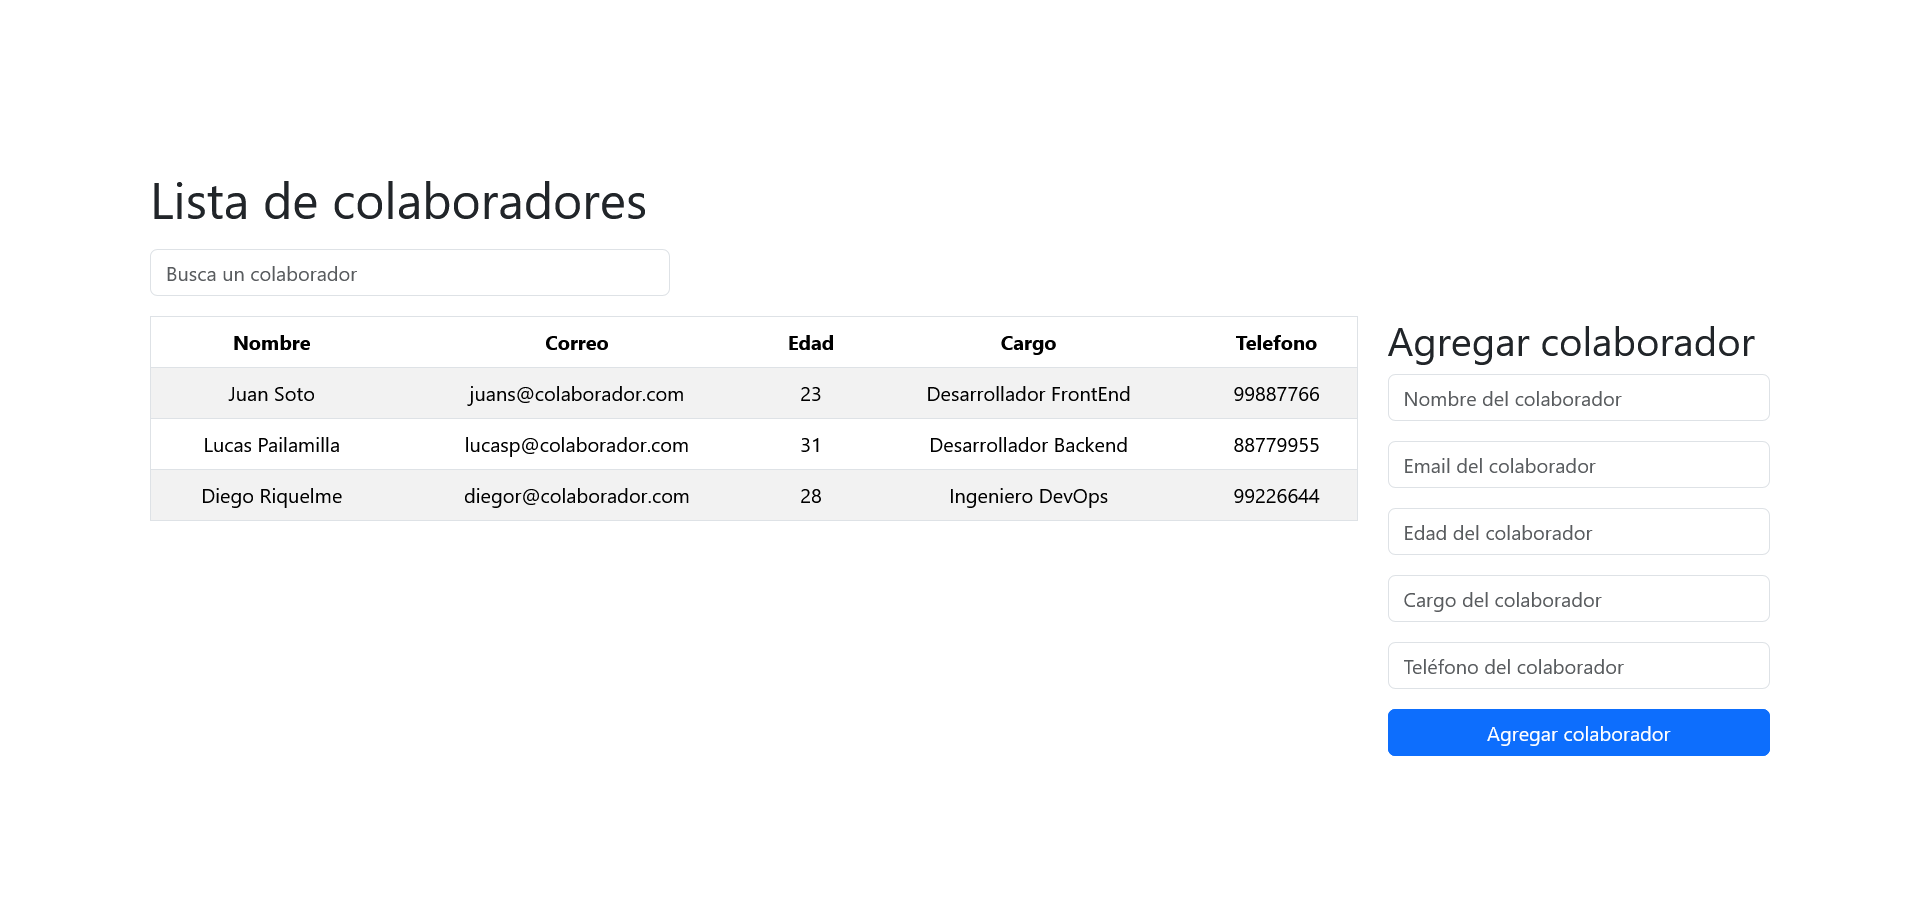 Lista de colaboradores
Busca un colaborador
Nombre Correo Edad Cargo Telefono
Juan Soto juans@colaborador.com 23 Desarrollador FrontEnd 99887766
Lucas Pailamilla lucasp@colaborador.com 31 Desarrollador Backend 88779955
Diego Riquelme diegor@colaborador.com 28 Ingeniero DevOps 99226644
Agregar colaborador
Nombre del colaborador
Email del colaborador
Edad del colaborador
Cargo del colaborador
Teléfono del colaborador
Agregar colaborador